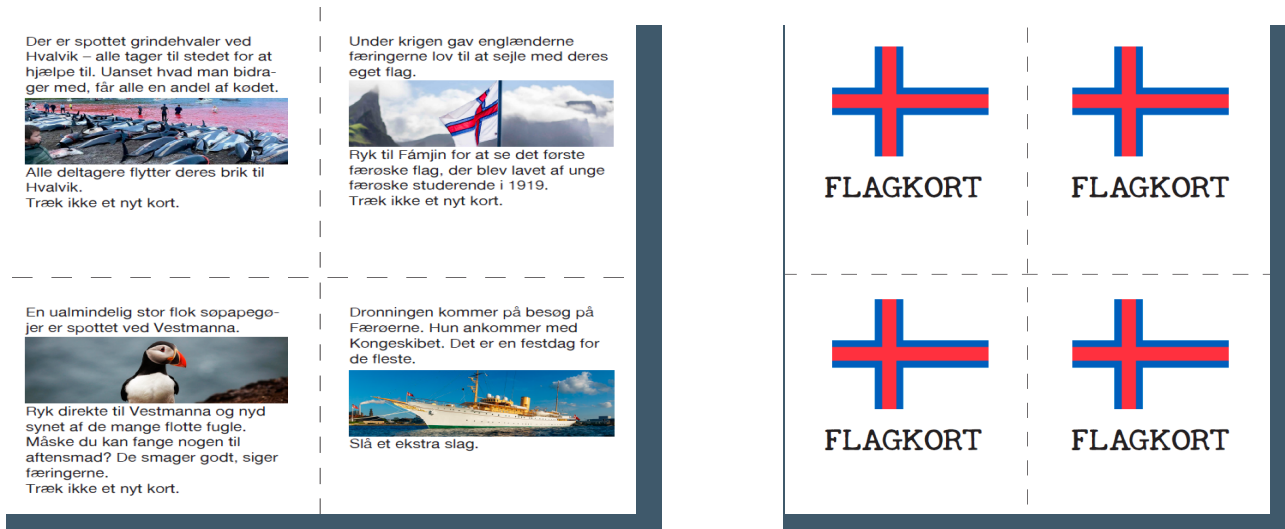 Der er spottet grindehvaler ved
Hvalvik – alle tager til stedet for at
hjælpe til. Uanset hvad man bidra-
ger med, får alle en andel af kødet.
Alle deltagere flytter deres brik til
Hvalvik.
Træk ikke et nyt kort.
Under krigen gav englænderne
færingerne lov til at sejle med deres
eget flag.
Ryk til Fámjin for at se det første
færøske flag, der blev lavet af unge
færøske studerende i 1919.
Træk ikke et nyt kort.
En ualmindelig stor flok søpapegø-
jer er spottet ved Vestmanna.
Ryk direkte til Vestmanna og nyd
synet af de mange flotte fugle.
Måske du kan fange nogen til
aftensmad? De smager godt, siger
færingerne.
Træk ikke et nyt kort.
Dronningen kommer på besøg på
Færøerne. Hun ankommer med
Kongeskibet. Det er en festdag for
de fleste.
Slå et ekstra slag.
FLAGKORT
FLAGKORT
FLAGKORT
FLAGKORT